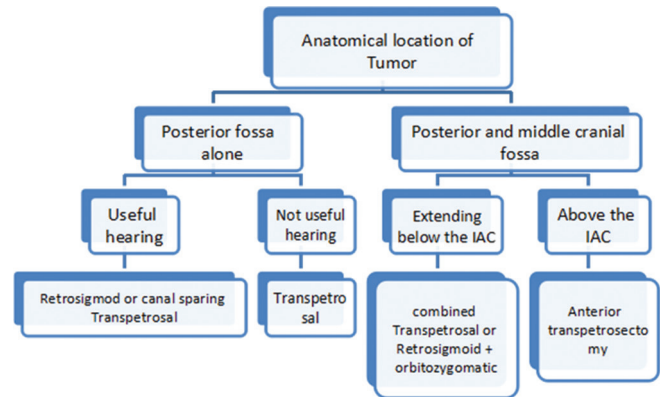 Anatomical location of
Tumor
Posterior fossa
alone
Posterior and middle cranial
fossa
Useful
hearing
Not useful
hearing
Extending
below the IAC
Above the
IAC
Retrosigmod or canal sparing
Transpetrosal
Transpetro
sal
combined
Transpetrosal or
Retrosigmoid +
orbitozygomatic
Anterior
transpetrosecto
my